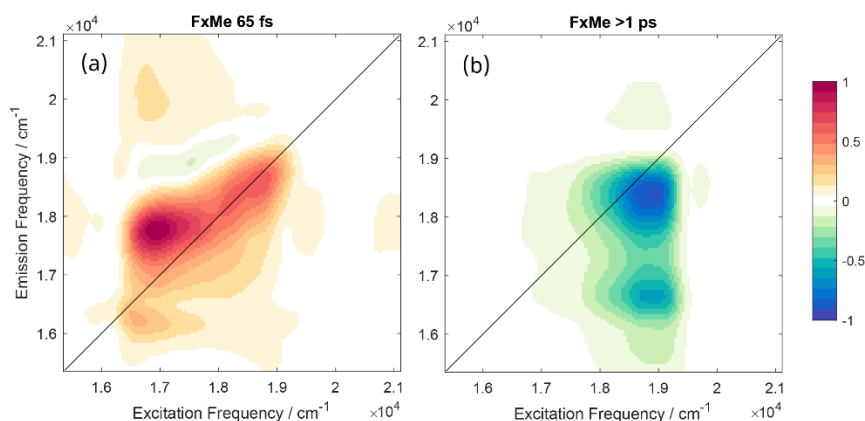 FxMe 65 fs
FxMe >1 ps
×10⁴
×10⁴
(a)
(b)
2.1
2
1.9
1.8
1.7
1.6
2.1
2
1.9
1.8
1.7
1.6
1
0.5
0
-0.5
-1
Emission Frequency / cm⁻¹
1.6 1.7 1.8 1.9 2 2.1
1.6 1.7 1.8 1.9 2 2.1
Excitation Frequency / cm⁻¹ ×10⁴
Excitation Frequency / cm⁻¹ ×10⁴